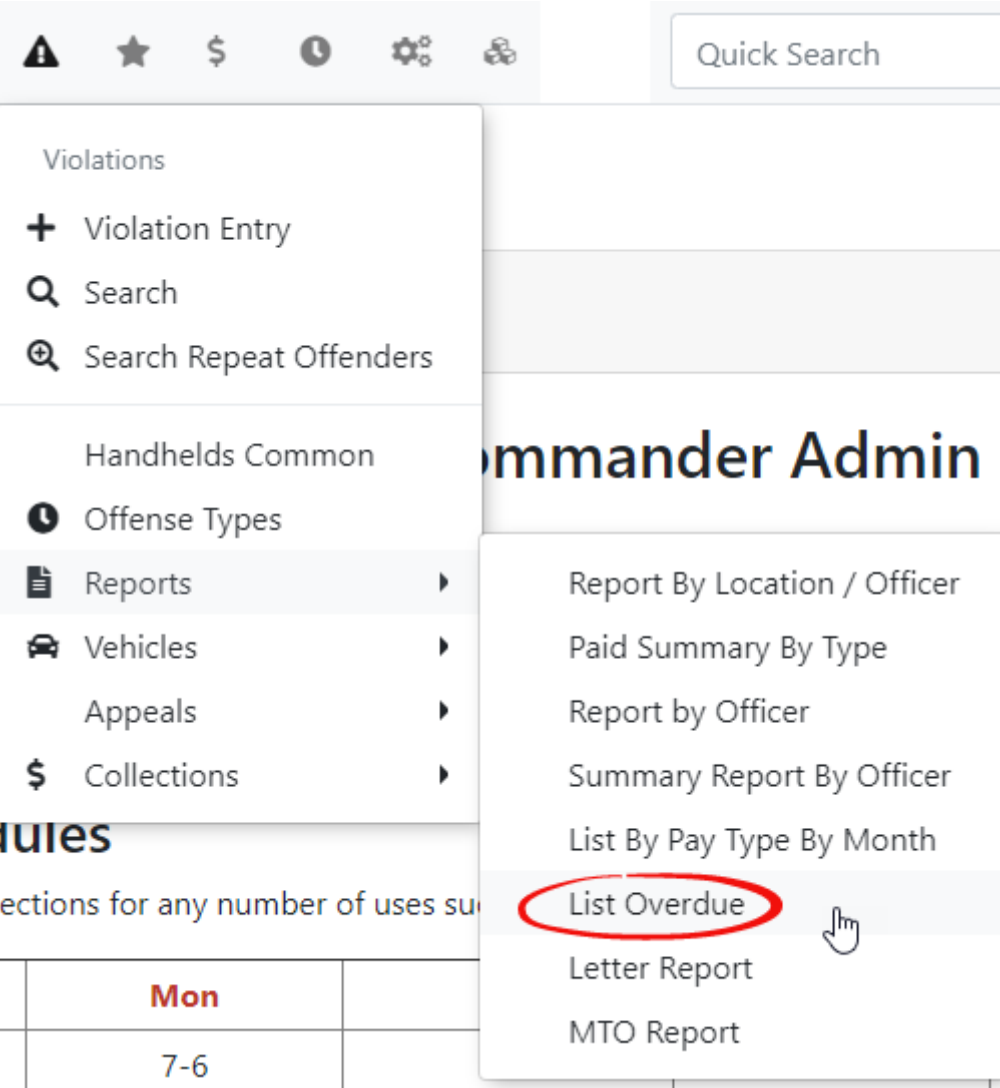 Quick Search
Violations
Violation Entry
Search
Search Repeat Offenders
Handhelds Common
Offense Types
Reports
Vehicles
Appeals
Collections
ommander Admin
Report By Location / Officer
Paid Summary By Type
Report by Officer
Summary Report By Officer
List By Pay Type By Month
List Overdue
Letter Report
MTO Report
dules
ections for any number of uses su
Mon
7-6